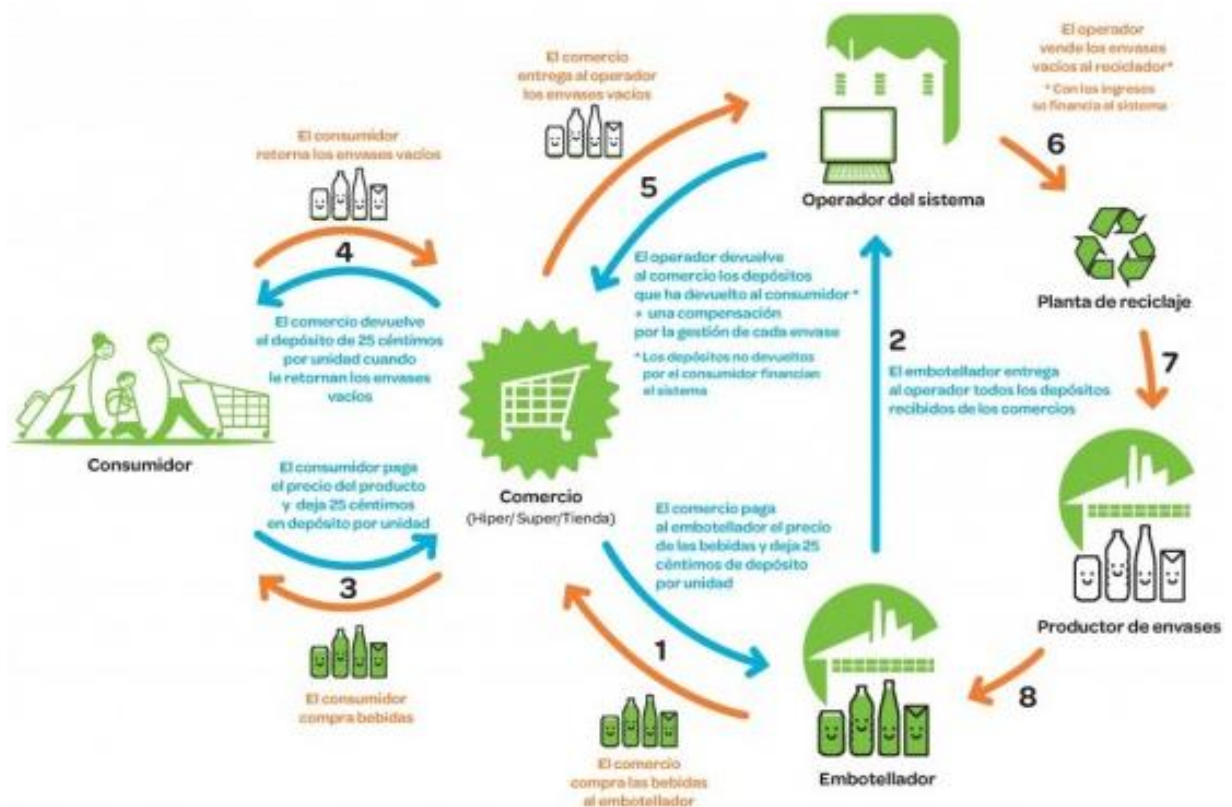 El comercio
entrega al operador
los envases vacíos
El operador
vende los envases
vacíos al reciclador*
* Con los ingresos
se financia el sistema
El consumidor
retorna los envases vacíos
6
5
Operador del sistema
4
El operador devuelve
al comercio los depósitos
que ha devuelto al consumidor *
+ una compensación
por la gestión de cada envase
* Los depósitos no devueltos
por el consumidor financian
el sistema
Planta de reciclaje
El comercio devuelve
el depósito de 25 céntimos
por unidad cuando
le retornan los envases
vacíos
2
El embotellador entrega
al operador todos los depósitos
recibidos de los comercios
7
Consumidor
El consumidor paga
el precio del producto
y deja 25 céntimos
en depósito por unidad
Comercio
(Hiper/ Super/Tienda)
El comercio paga
al embotellador el precio
de las bebidas y deja 25
céntimos de depósito
por unidad
3
Productor de envases
1
8
El consumidor
compra bebidas
El comercio
compra las bebidas
al embotellador
Embotellador